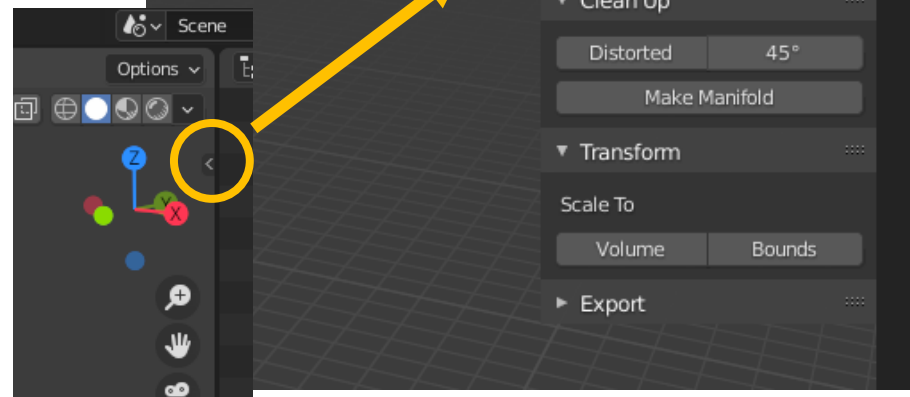 Scene
Options
Z
Y
X
Clean Up
Distorted 45°
Make Manifold
Transform
Scale To
Volume Bounds
Export